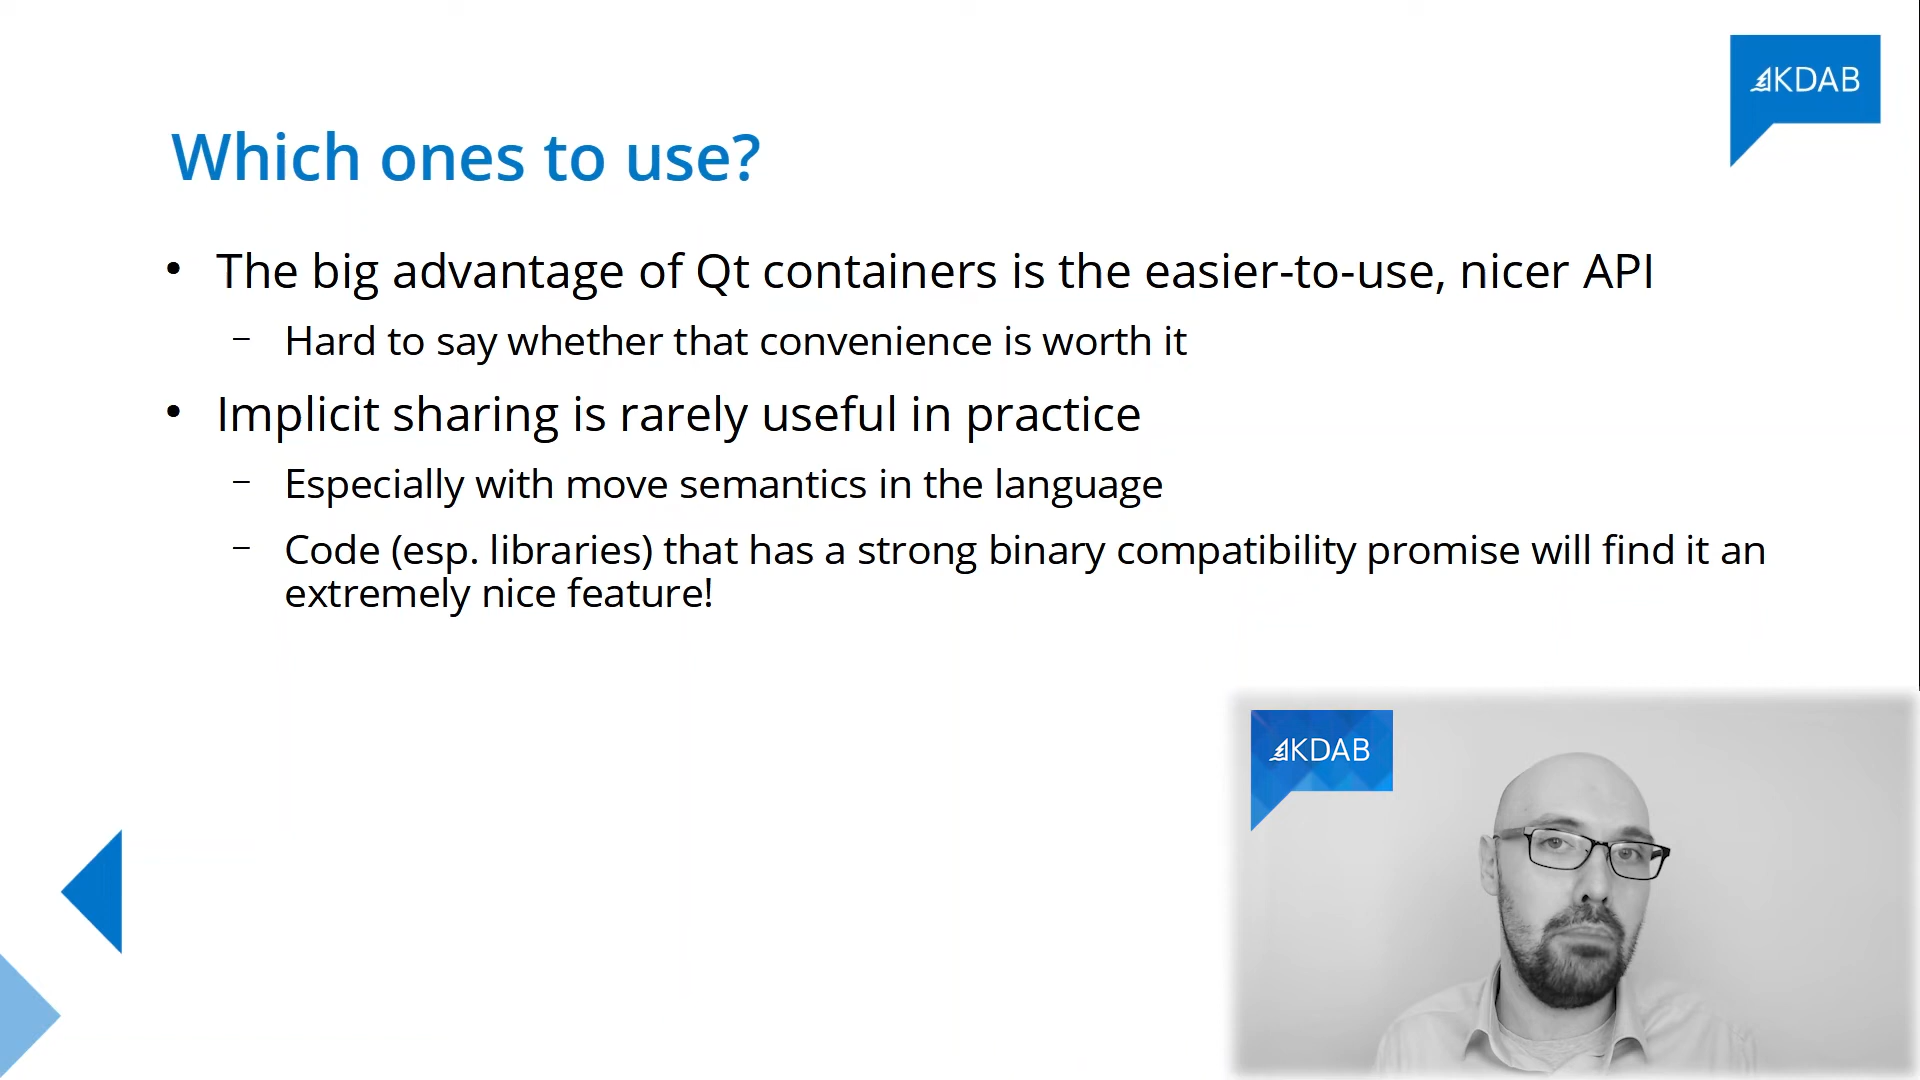 KDAB
Which ones to use?
• The big advantage of Qt containers is the easier-to-use, nicer API
– Hard to say whether that convenience is worth it
• Implicit sharing is rarely useful in practice
– Especially with move semantics in the language
– Code (esp. libraries) that has a strong binary compatibility promise will find it an
extremely nice feature!
KDAB